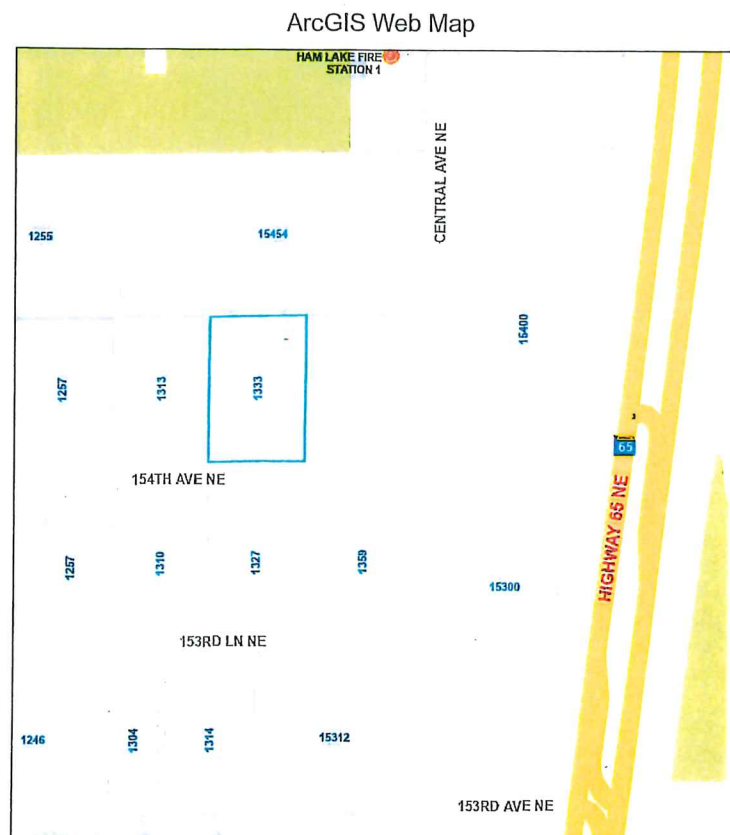 ArcGIS Web Map
HAM LAKE FIRE
STATION 1
CENTRAL AVE NE
1255
15454
15400
1257
1313
1333
65
154TH AVE NE
HIGHWAY 65 NE
1257
1310
1327
1359
15300
153RD LN NE
1246
1304
1314
15312
153RD AVE NE